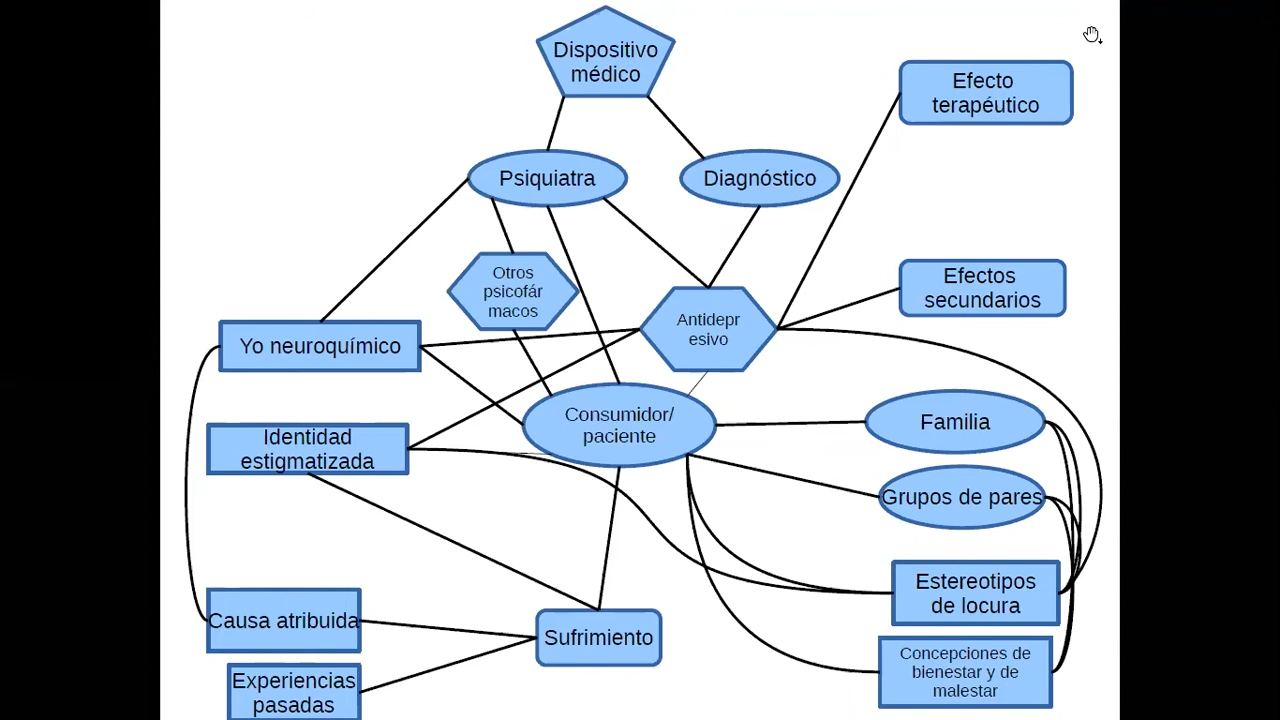 Dispositivo
médico
Efecto
terapéutico
Psiquiatra
Diagnóstico
Otros
psicofár
macos
Efectos
secundarios
Antidepr
esivo
Yo neuroquímico
Consumidor/
paciente
Familia
Identidad
estigmatizada
Grupos de pares
Estereotipos
de locura
Causa atribuida
Sufrimiento
Concepciones de
bienestar y de
malestar
Experiencias
pasadas